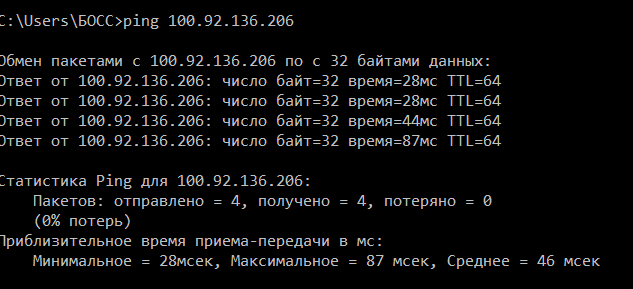 C:\Users\БОСС>ping 100.92.136.206
Обмен пакетами с 100.92.136.206 по с 32 байтами данных:
Ответ от 100.92.136.206: число байт=32 время=28мс TTL=64
Ответ от 100.92.136.206: число байт=32 время=28мс TTL=64
Ответ от 100.92.136.206: число байт=32 время=44мс TTL=64
Ответ от 100.92.136.206: число байт=32 время=87мс TTL=64
Статистика Ping для 100.92.136.206:
Пакетов: отправлено = 4, получено = 4, потеряно = 0
(0% потерь)
Приблизительное время приема-передачи в мс:
Минимальное = 28мсек, Максимальное = 87 мсек, Среднее = 46 мсек